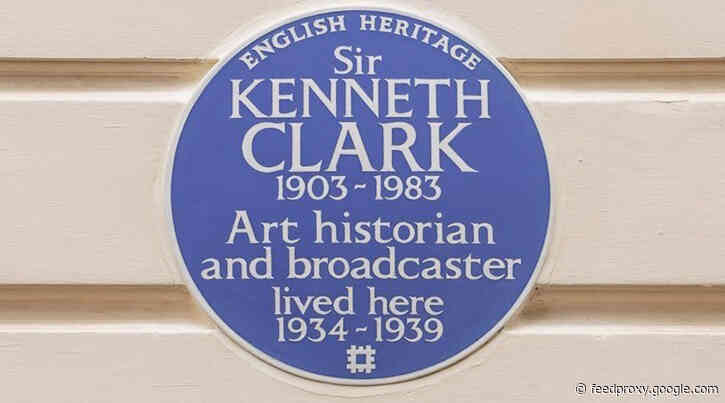 ENGLISH HERITAGE
Sir
KENNETH
CLARK
1903~1983
Art historian
and broadcaster
lived here
1934~1939
© feedproxy.google.com